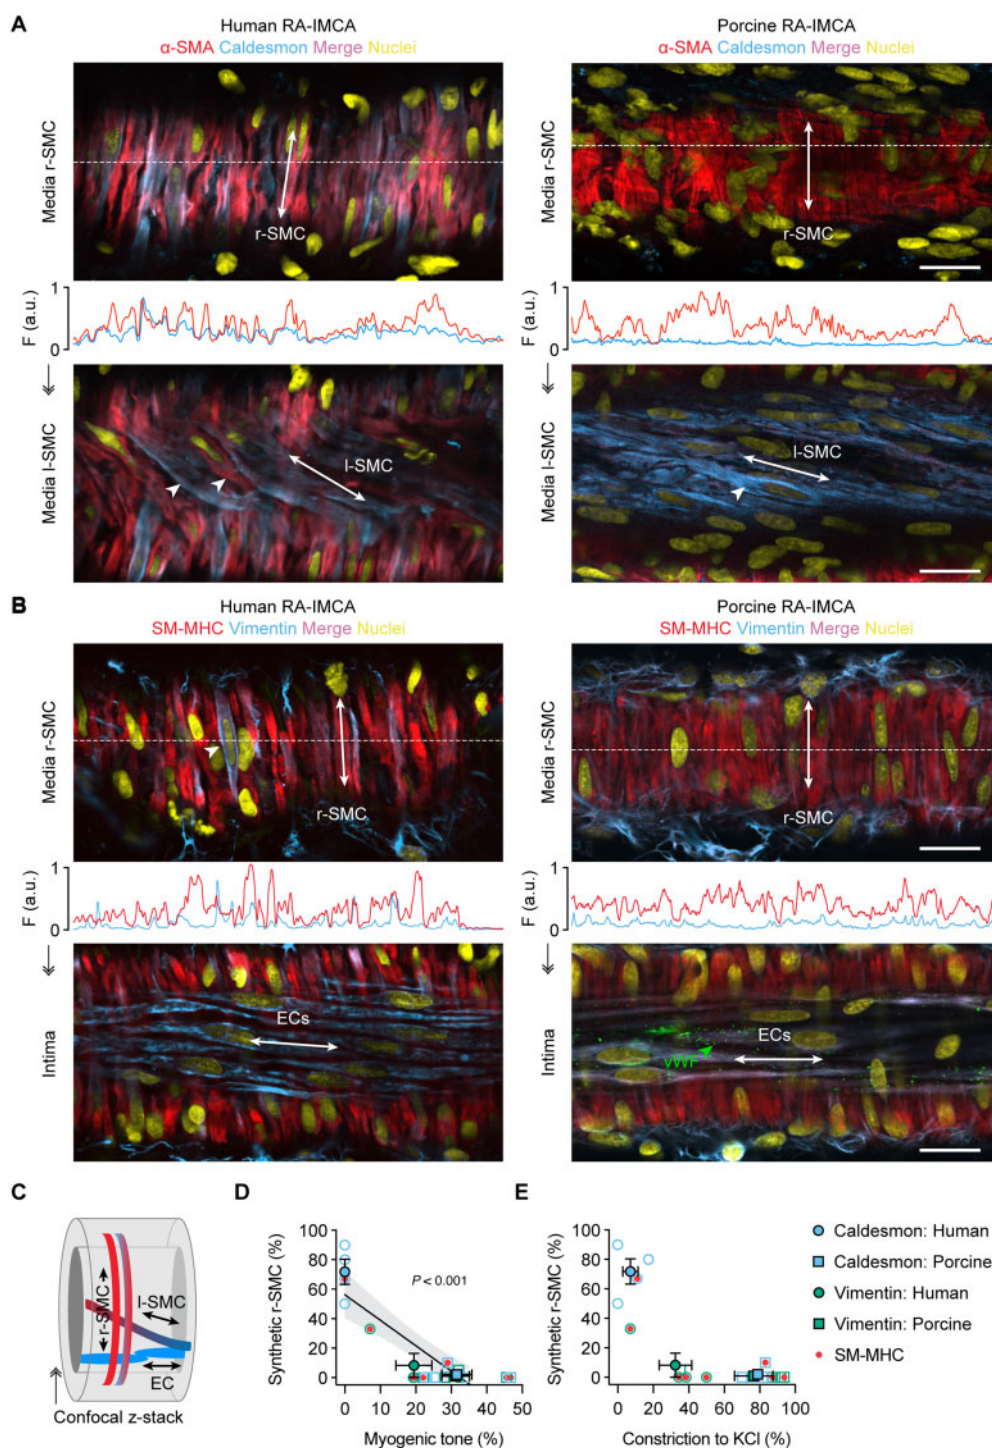 A
Human RA-IMCA
α-SMA Caldesmon Merge Nuclei
Porcine RA-IMCA
α-SMA Caldesmon Merge Nuclei
Media r-SMC
r-SMC
Media r-SMC
r-SMC
F (a.u.)
1
0
F (a.u.)
1
0
Media l-SMC
l-SMC
Media l-SMC
l-SMC
B
Human RA-IMCA
SM-MHC Vimentin Merge Nuclei
Porcine RA-IMCA
SM-MHC Vimentin Merge Nuclei
Media r-SMC
r-SMC
Media r-SMC
r-SMC
F (a.u.)
1
0
F (a.u.)
1
0
Intima
ECs
Intima
ECs
vWF
C
r-SMC
l-SMC
EC
Confocal z-stack
D
Synthetic r-SMC (%)
100
80
60
40
20
0
P < 0.001
0 10 20 30 40 50
Myogenic tone (%)
E
Synthetic r-SMC (%)
100
80
60
40
20
0
0 20 40 60 80 100
Constriction to KCl (%)
Caldesmon: Human
Caldesmon: Porcine
Vimentin: Human
Vimentin: Porcine
SM-MHC